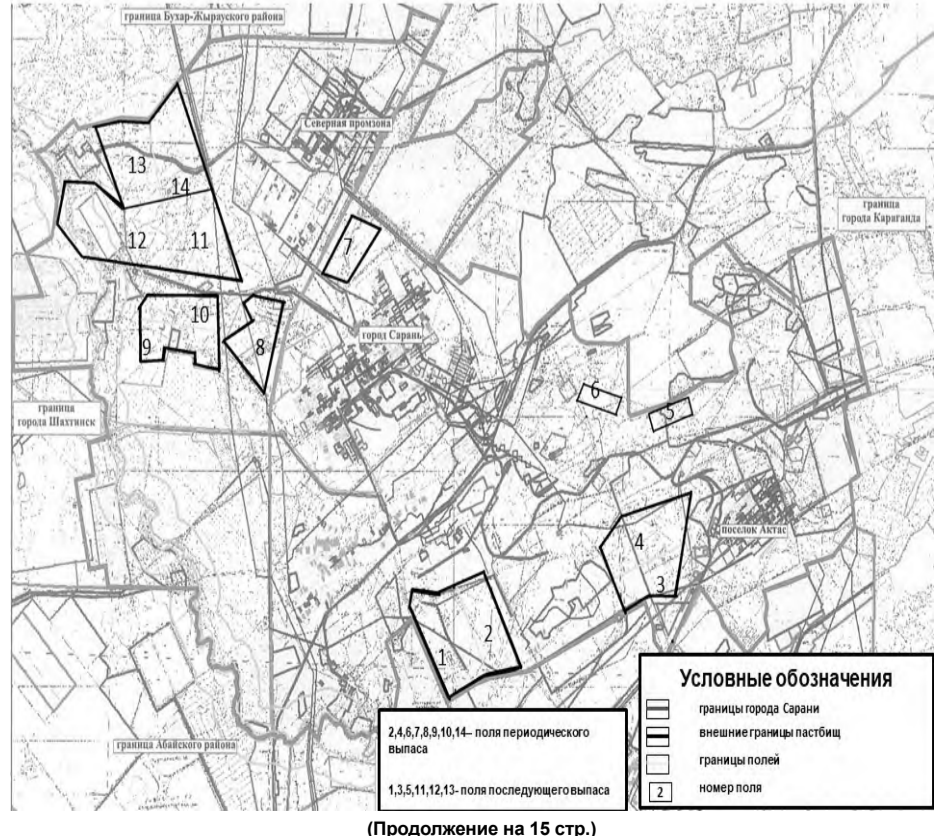 граница Бухар-Жырауского района
Северная промзона
13
14
граница
города Караганда
12
11
7
10
9
8
город Сарань
6
5
граница
города Шахтинск
4
3
поселок Актас
1
2
граница Абайского района
2,4,6,7,8,9,10,14– поля периодического
выпаса
1,3,5,11,12,13- поля последующего выпаса
Условные обозначения
границы города Сарани
внешние границы пастбищ
границы полей
2 номер поля
(Продолжение на 15 стр.)